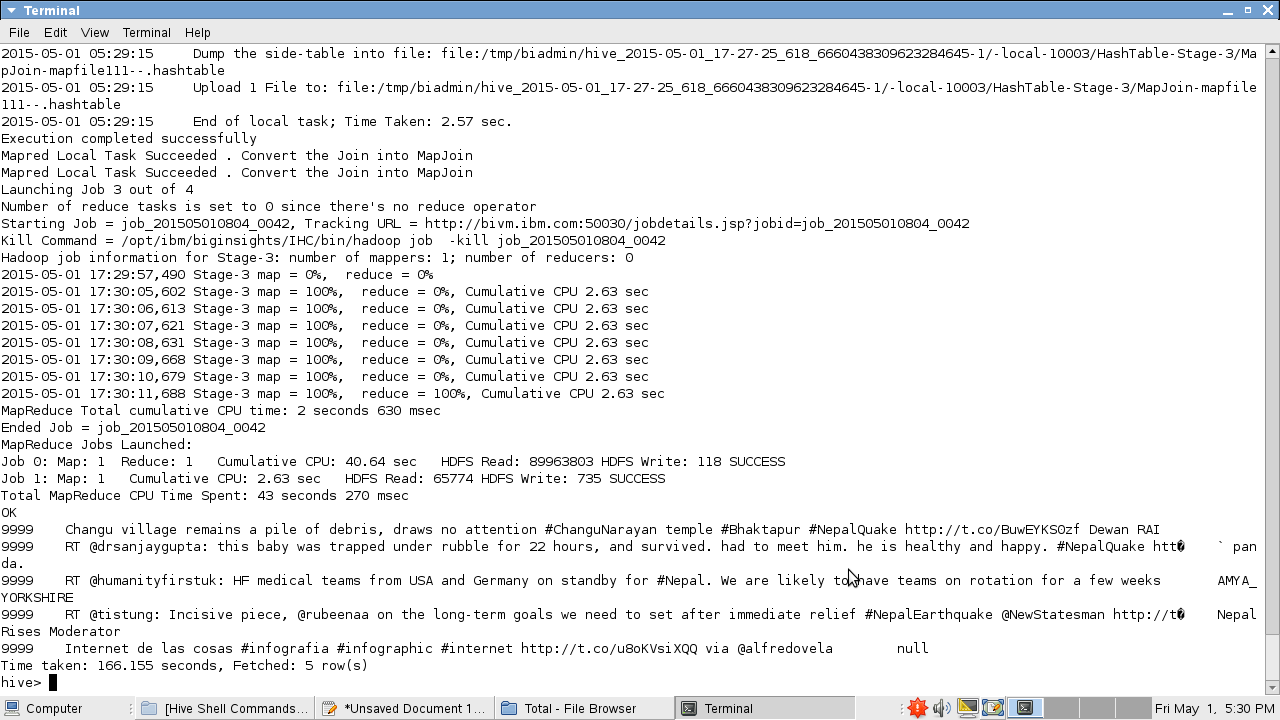 Terminal
File Edit View Terminal Help
2015-05-01 05:29:15     Dump the side-table into file: file:/tmp/biadmin/hive_2015-05-01_17-27-25_618_6660438309623284645-1/-local-10003/HashTable-Stage-3/Ma
pJoin-mapfile111--.hashtable
2015-05-01 05:29:15     Upload 1 File to: file:/tmp/biadmin/hive_2015-05-01_17-27-25_618_6660438309623284645-1/-local-10003/HashTable-Stage-3/MapJoin-mapfile
111--.hashtable
2015-05-01 05:29:15     End of local task; Time Taken: 2.57 sec.
Execution completed successfully
Mapred Local Task Succeeded . Convert the Join into MapJoin
Mapred Local Task Succeeded . Convert the Join into MapJoin
Launching Job 3 out of 4
Number of reduce tasks is set to 0 since there's no reduce operator
Starting Job = job_201505010804_0042, Tracking URL = http://bivm.ibm.com:50030/jobdetails.jsp?jobid=job_201505010804_0042
Kill Command = /opt/ibm/biginsights/IHC/bin/hadoop job  -kill job_201505010804_0042
Hadoop job information for Stage-3: number of mappers: 1; number of reducers: 0
2015-05-01 17:29:57,490 Stage-3 map = 0%,  reduce = 0%
2015-05-01 17:30:05,602 Stage-3 map = 100%,  reduce = 0%, Cumulative CPU 2.63 sec
2015-05-01 17:30:06,613 Stage-3 map = 100%,  reduce = 0%, Cumulative CPU 2.63 sec
2015-05-01 17:30:07,621 Stage-3 map = 100%,  reduce = 0%, Cumulative CPU 2.63 sec
2015-05-01 17:30:08,631 Stage-3 map = 100%,  reduce = 0%, Cumulative CPU 2.63 sec
2015-05-01 17:30:09,668 Stage-3 map = 100%,  reduce = 0%, Cumulative CPU 2.63 sec
2015-05-01 17:30:10,679 Stage-3 map = 100%,  reduce = 0%, Cumulative CPU 2.63 sec
2015-05-01 17:30:11,688 Stage-3 map = 100%,  reduce = 100%, Cumulative CPU 2.63 sec
MapReduce Total cumulative CPU time: 2 seconds 630 msec
Ended Job = job_201505010804_0042
MapReduce Jobs Launched:
Job 0: Map: 1  Reduce: 1   Cumulative CPU: 40.64 sec   HDFS Read: 89963803 HDFS Write: 118 SUCCESS
Job 1: Map: 1   Cumulative CPU: 2.63 sec   HDFS Read: 65774 HDFS Write: 735 SUCCESS
Total MapReduce CPU Time Spent: 43 seconds 270 msec
OK
9999    Changu village remains a pile of debris, draws no attention #ChanguNarayan temple #Bhaktapur #NepalQuake http://t.co/BuwEYKS0zf Dewan RAI
9999    RT @drsanjaygupta: this baby was trapped under rubble for 22 hours, and survived. had to meet him. he is healthy and happy. #NepalQuake htt�    ` pan
da.
9999    RT @humanityfirstuk: HF medical teams from USA and Germany on standby for #Nepal. We are likely to have teams on rotation for a few weeks       AMYA_
YORKSHIRE
9999    RT @tistung: Incisive piece, @rubeenaa on the long-term goals we need to set after immediate relief #NepalEarthquake @NewStatesman http://t�    Nepal
Rises Moderator
9999    Internet de las cosas #infografia #infographic #internet http://t.co/u8oKVsiXQQ via @alfredovela        null
Time taken: 166.155 seconds, Fetched: 5 row(s)
hive>
Computer [Hive Shell Commands... *Unsaved Document 1... Total - File Browser Terminal Fri May 1, 5:30 PM